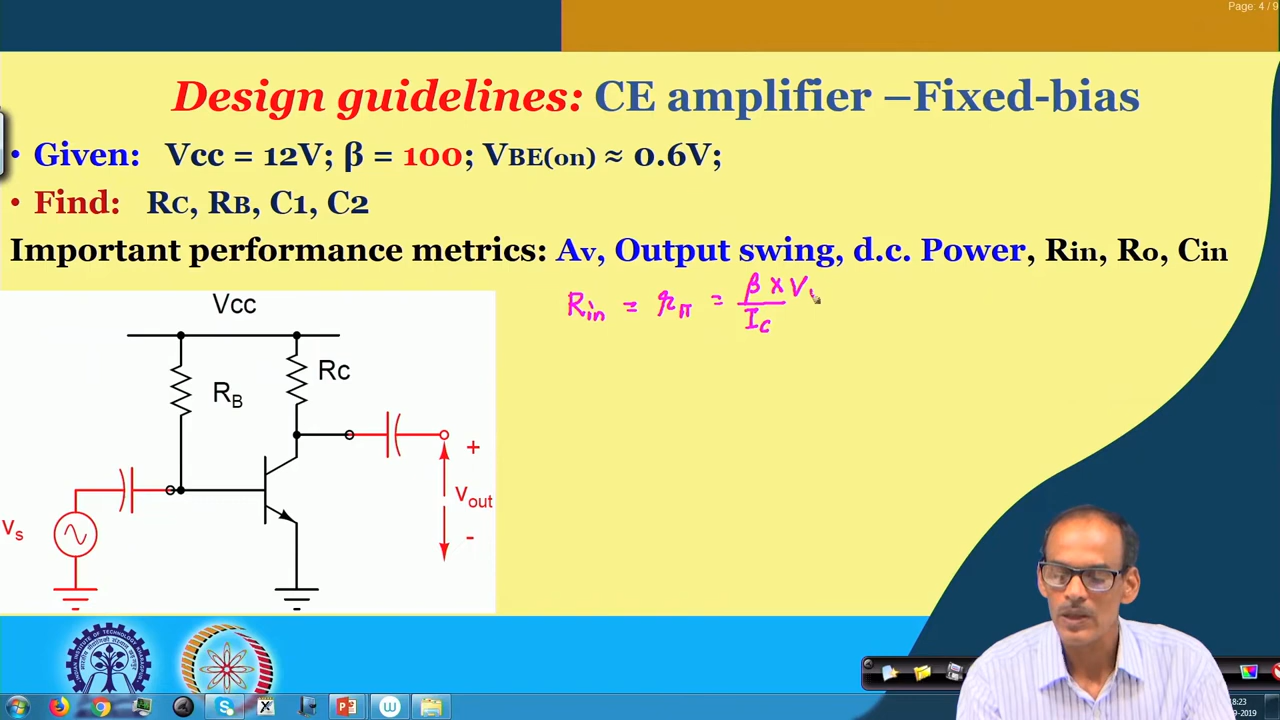 Page: 4 / 9
Design guidelines: CE amplifier –Fixed-bias
• Given: Vcc = 12V; β = 100; VBE(on) ≈ 0.6V;
• Find: RC, RB, C1, C2
Important performance metrics: Av, Output swing, d.c. Power, Rin, Ro, Cin
Rin = rπ = β × V
IC
Vcc
Rc
RB
+
Vout
-
Vs
W